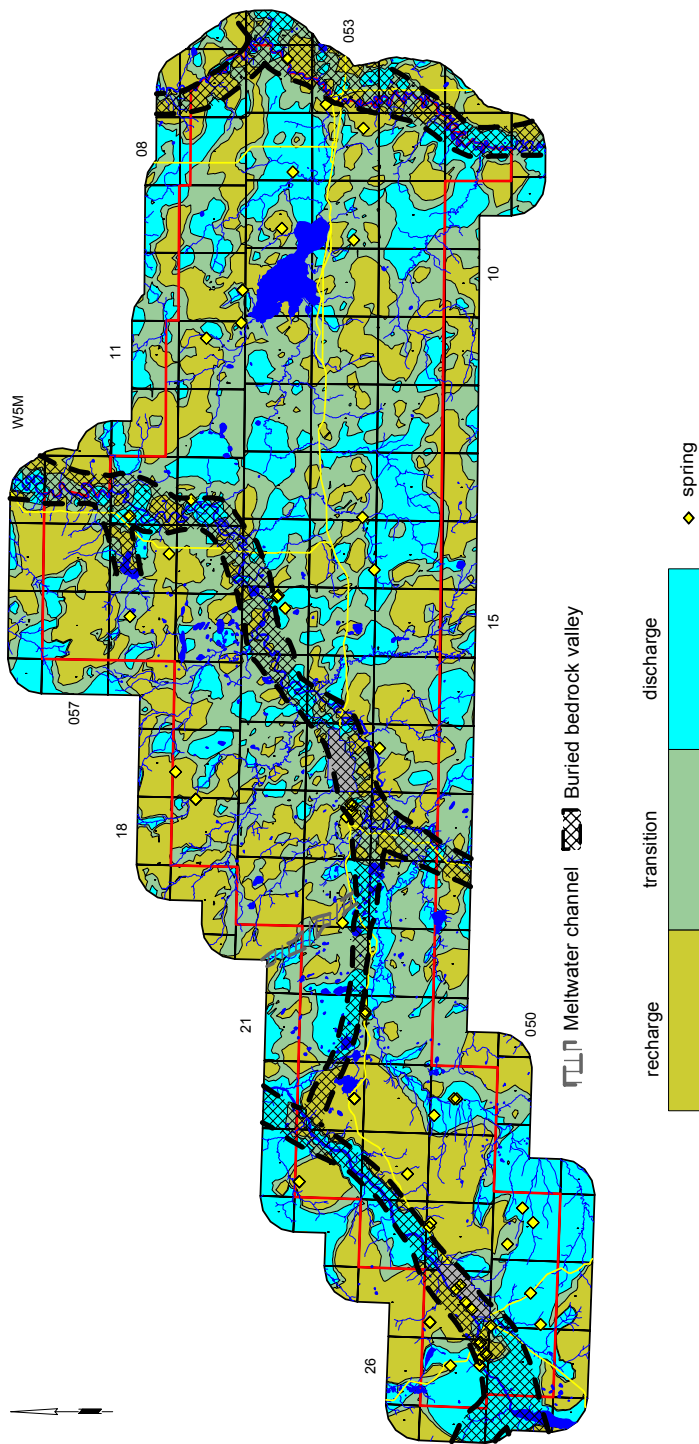 W5M
053
08
11
10
057
15
18
21
050
26
Meltwater channel
Buried bedrock valley
spring
recharge
transition
discharge